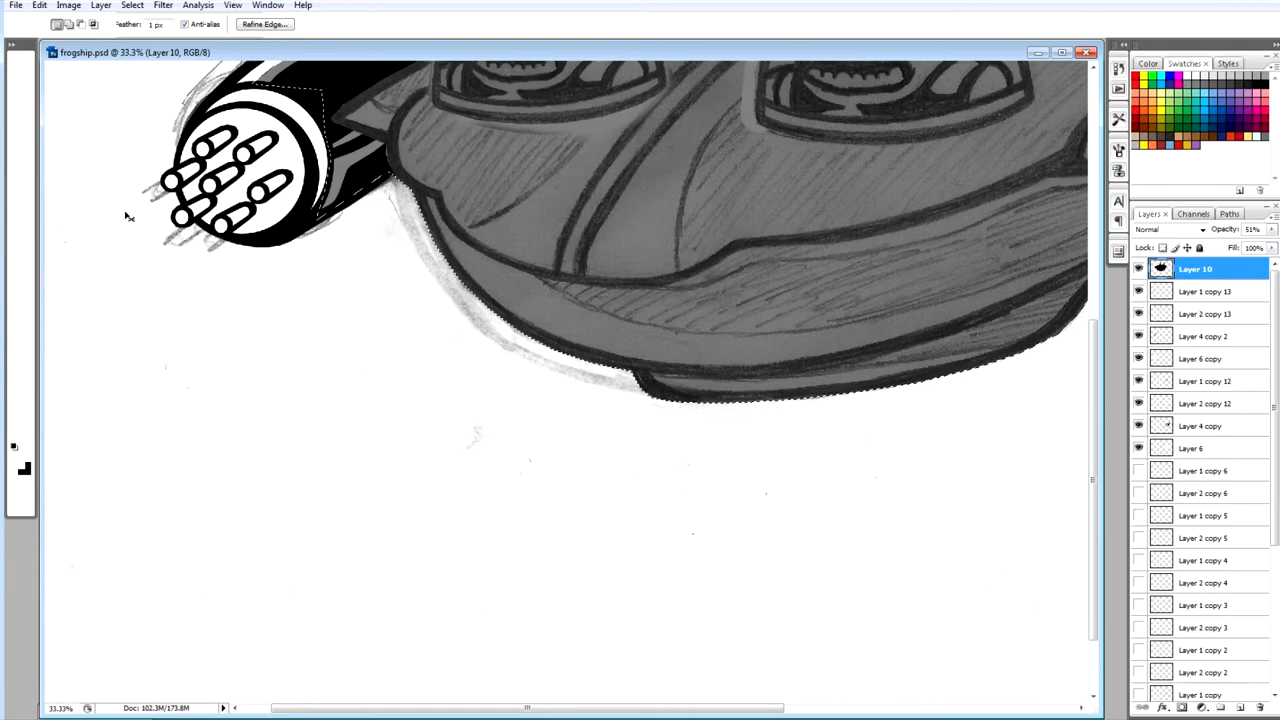 File Edit Image Layer Select Filter Analysis View Window Help
Feather: 1 px Anti-alias Refine Edge...
frogship.psd @ 33.3% (Layer 10, RGB/8)
Color Swatches × Styles
Layers × Channels Paths
Normal Opacity: 51%
Lock: Fill: 100%
Layer 10
Layer 1 copy 13
Layer 2 copy 13
Layer 4 copy 2
Layer 6 copy
Layer 1 copy 12
Layer 2 copy 12
Layer 4 copy
Layer 6
Layer 1 copy 6
Layer 2 copy 6
Layer 1 copy 5
Layer 2 copy 5
Layer 1 copy 4
Layer 2 copy 4
Layer 1 copy 3
Layer 2 copy 3
Layer 1 copy 2
Layer 2 copy 2
Layer 1 copy
33.33% Doc: 102.3M/173.8M